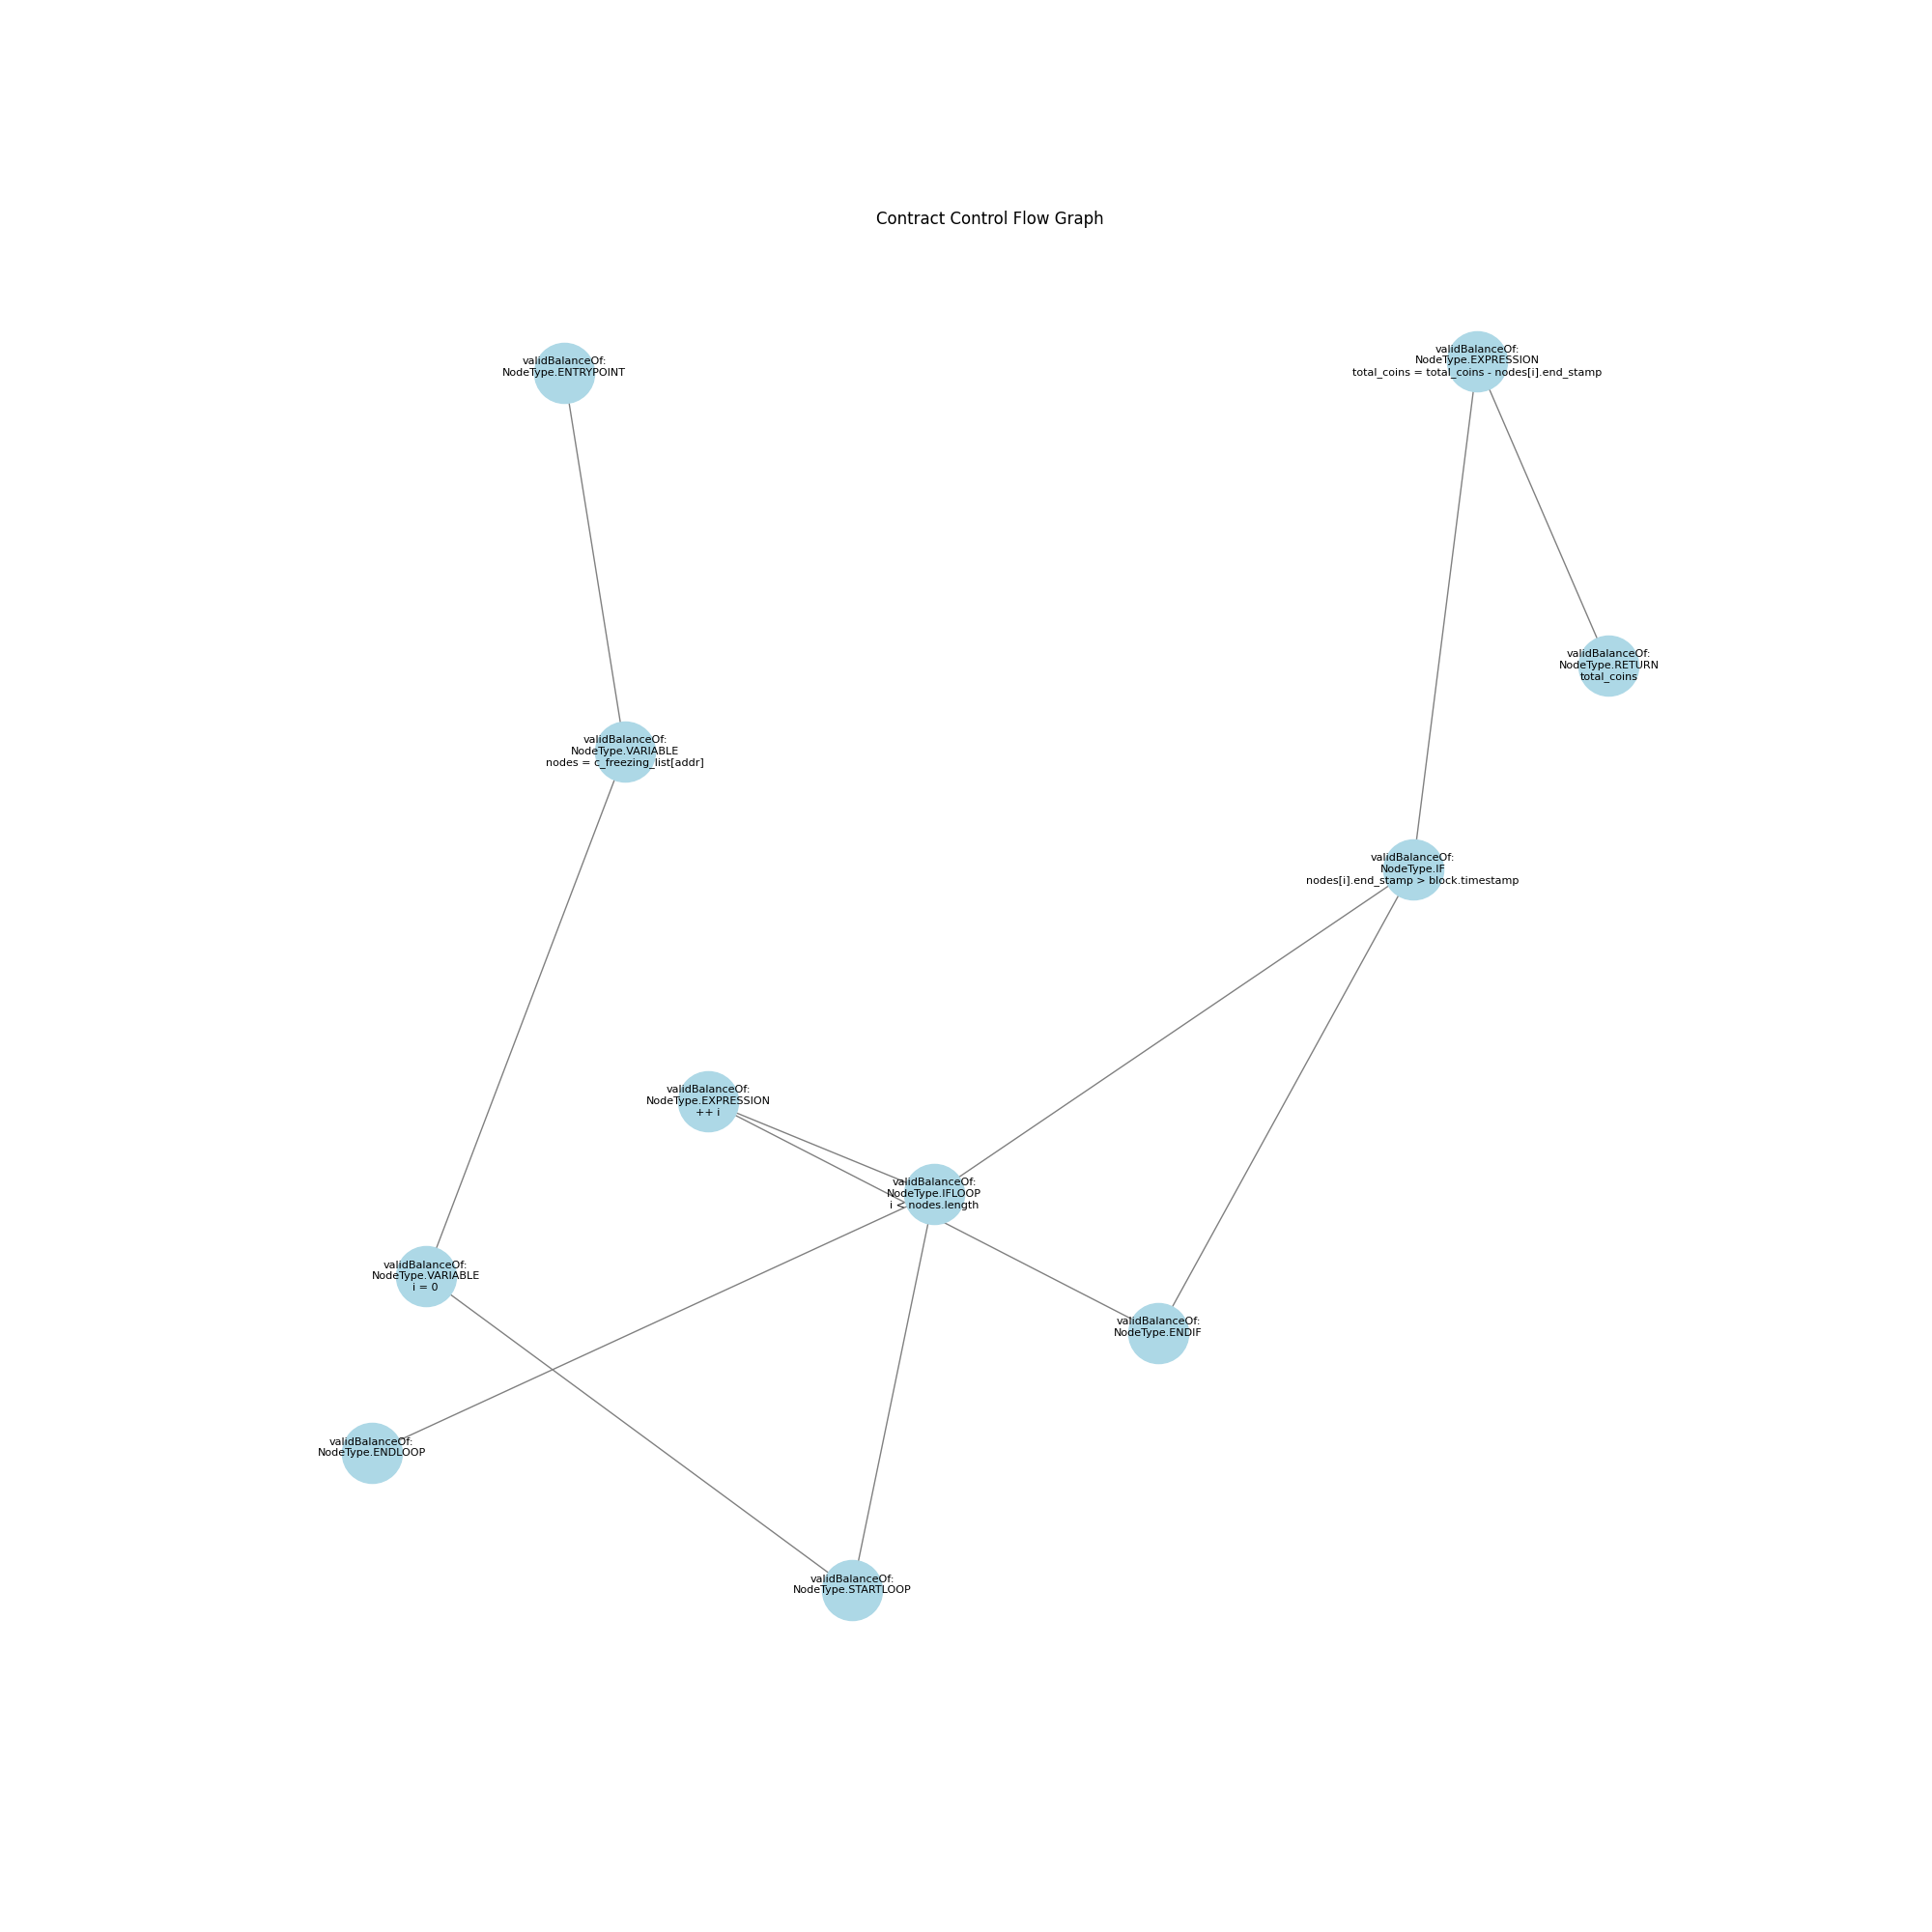 Contract Control Flow Graph
validBalanceOf:
NodeType.ENTRYPOINT
validBalanceOf:
NodeType.EXPRESSION
total_coins = total_coins - nodes[i].end_stamp
validBalanceOf:
NodeType.RETURN
total_coins
validBalanceOf:
NodeType.VARIABLE
nodes = c_freezing_list[addr]
validBalanceOf:
NodeType.IF
nodes[i].end_stamp > block.timestamp
validBalanceOf:
NodeType.EXPRESSION
++ i
validBalanceOf:
NodeType.IFLOOP
i < nodes.length
validBalanceOf:
NodeType.VARIABLE
i = 0
validBalanceOf:
NodeType.ENDIF
validBalanceOf:
NodeType.ENDLOOP
validBalanceOf:
NodeType.STARTLOOP